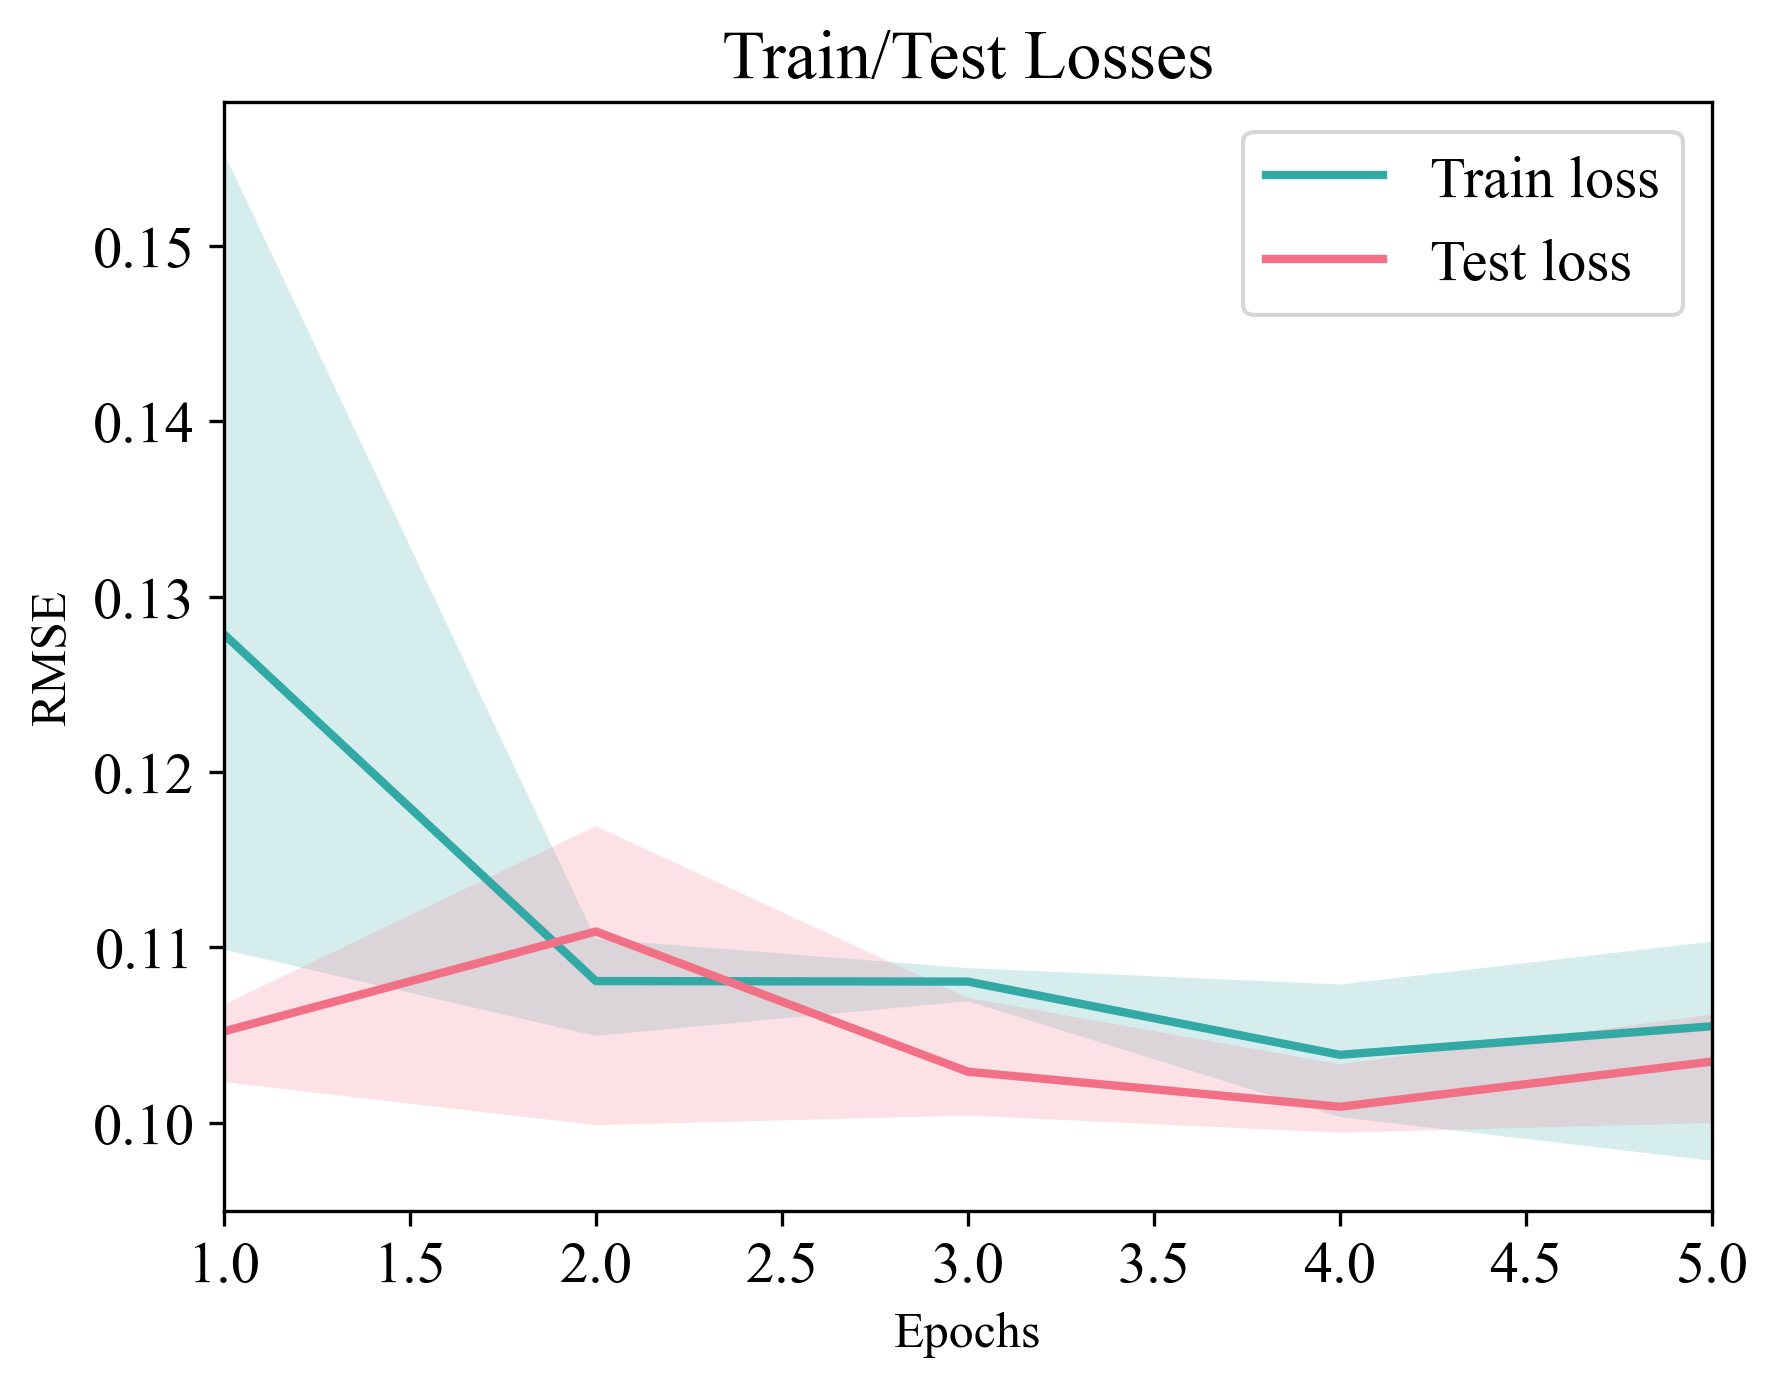 Train/Test Losses
Train loss
Test loss
0.15
0.14
0.13
0.12
0.11
0.10
RMSE
1.0 1.5 2.0 2.5 3.0 3.5 4.0 4.5 5.0
Epochs